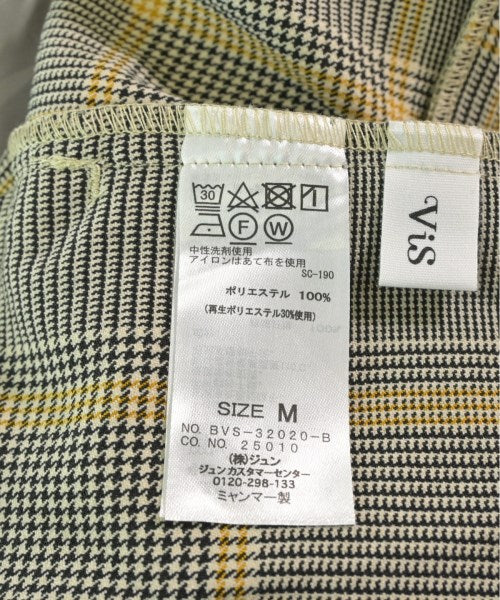 30
F W
中性洗剤使用
アイロンはあて布を使用
SC-190
ポリエステル 100%
(再生ポリエステル30%使用)
SIZE M
NO. BVS-32020-B
CO. NO. 25010
(株)ジュン
ジュンカスタマーセンター
0120-298-133
ミャンマー製
ViS